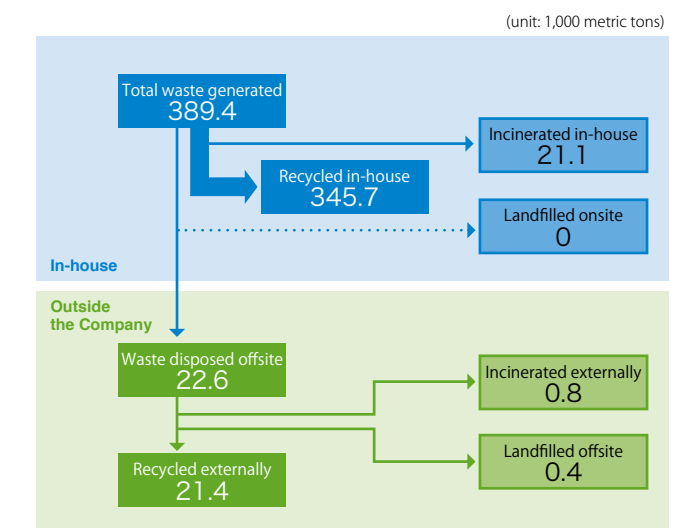 (unit: 1,000 metric tons)
Total waste generated
389.4
Incinerated in-house
21.1
Recycled in-house
345.7
Landfilled onsite
0
In-house
Outside
the Company
Waste disposed offsite
22.6
Incinerated externally
0.8
Landfilled offsite
0.4
Recycled externally
21.4